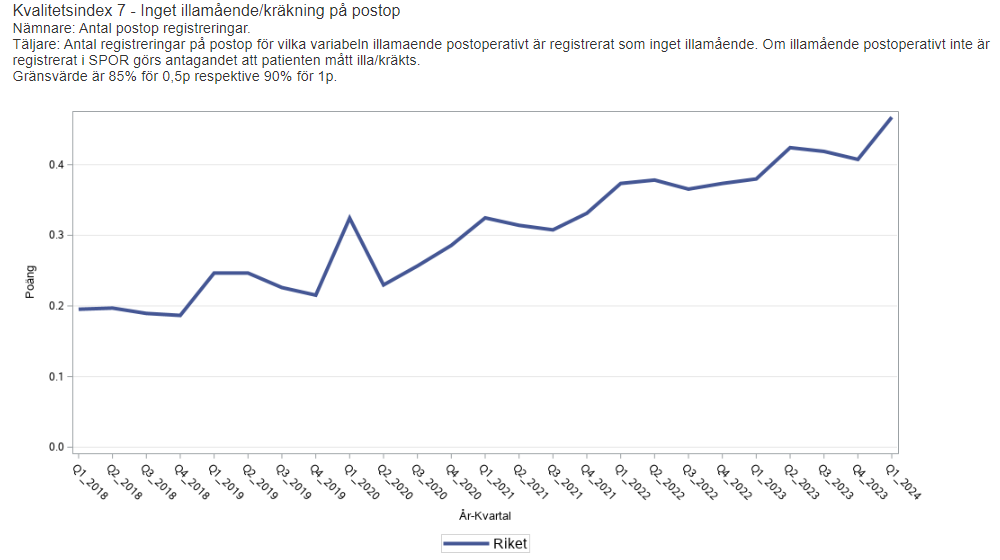 Kvalitetsindex 7 - Inget illamående/kräkning på postop
Nämnare: Antal postop registreringar.
Täljare: Antal registreringar på postop för vilka variabeln illamaende postoperativt är registrerat som inget illamående. Om illamående postoperativt inte är
registrerat i SPOR görs antagandet att patienten mått illa/kräkts.
Gränsvärde är 85% för 0,5p respektive 90% för 1p.
0.4
0.3
Poäng
0.2
0.1
0.0
Q1_2018
Q2_2018
Q3_2018
Q4_2018
Q1_2019
Q2_2019
Q3_2019
Q4_2019
Q1_2020
Q2_2020
Q3_2020
Q4_2020
Q1_2021
Q2_2021
Q3_2021
Q4_2021
Q1_2022
Q2_2022
Q3_2022
Q4_2022
Q1_2023
Q2_2023
Q3_2023
Q4_2023
Q1_2024
År-Kvartal
Riket